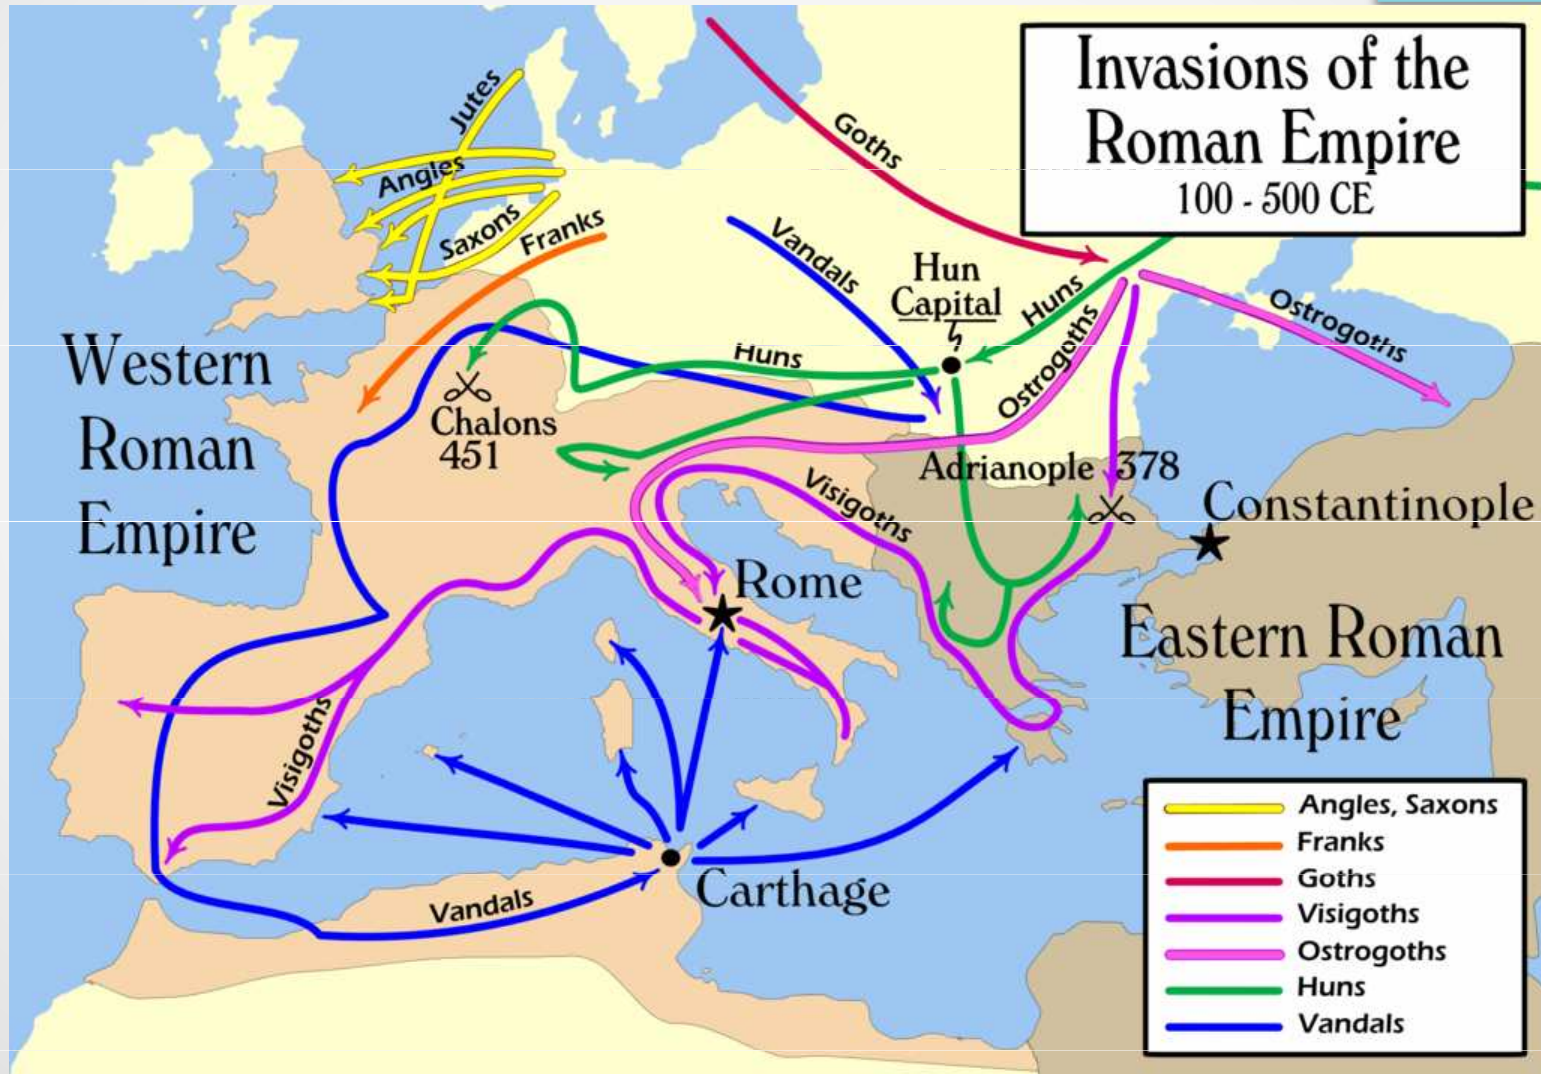 Invasions of the
Roman Empire
100 - 500 CE
Jutes
Angles
Saxons
Franks
Goths
Vandals
Hun
Capital
Huns
Ostrogoths
Ostrogoths
Huns
Western
Roman
Empire
Chalons
451
Adrianople 378
Visigoths
Constantinople
Rome
Eastern Roman
Empire
Visigoths
Carthage
Vandals
Angles, Saxons
Franks
Goths
Visigoths
Ostrogoths
Huns
Vandals